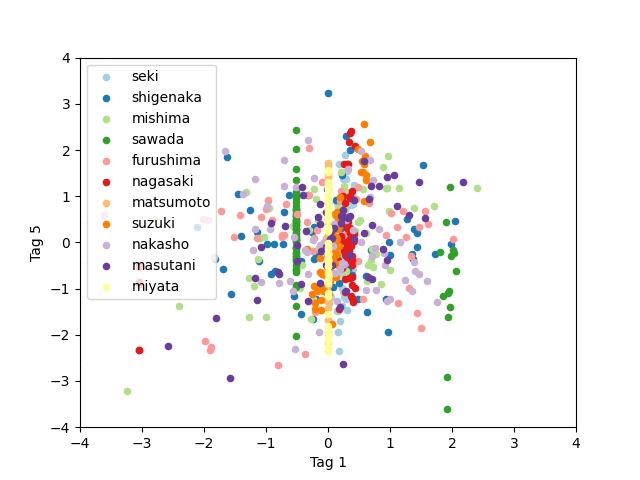 4
3
2
1
0
−1
−2
−3
−4
Tag 5
seki
shigenaka
mishima
sawada
furushima
nagasaki
matsumoto
suzuki
nakasho
masutani
miyata
−4 −3 −2 −1 0 1 2 3 4
Tag 1